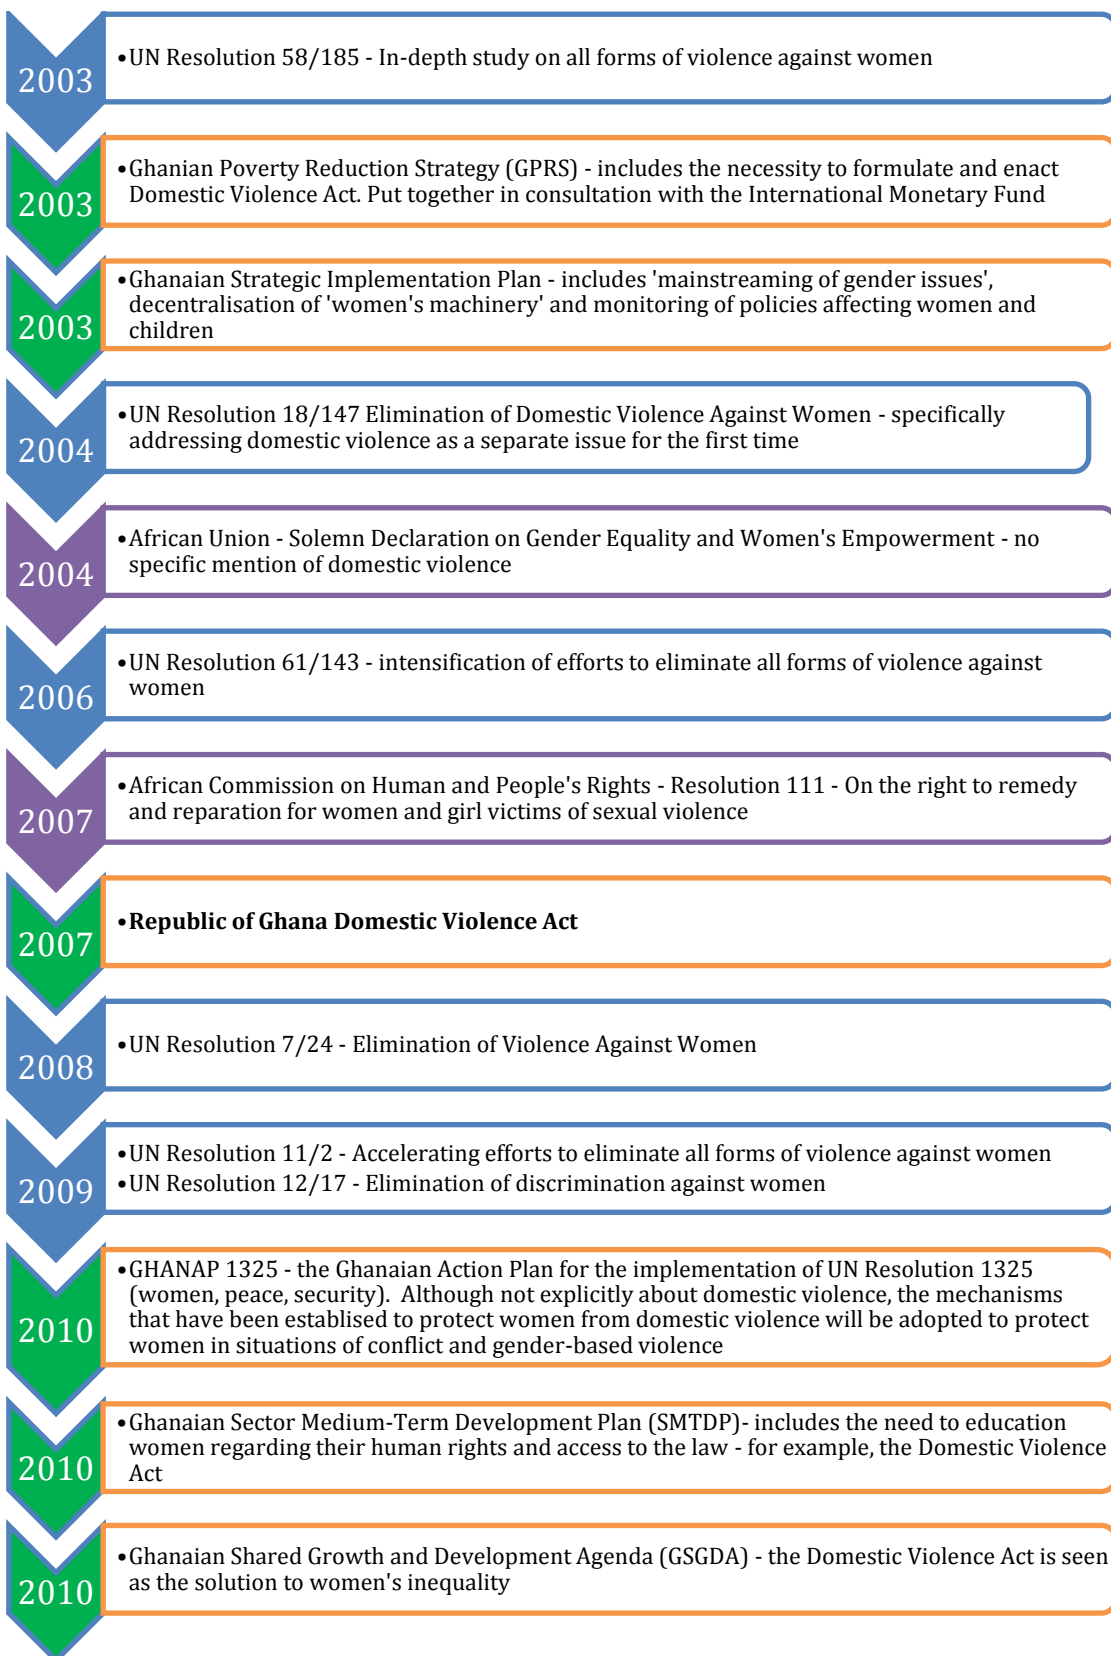 2003
•UN Resolution 58/185 - In-depth study on all forms of violence against women
2003
•Ghanian Poverty Reduction Strategy (GPRS) - includes the necessity to formulate and enact
Domestic Violence Act. Put together in consultation with the International Monetary Fund
2003
•Ghanaian Strategic Implementation Plan - includes 'mainstreaming of gender issues',
decentralisation of 'women's machinery' and monitoring of policies affecting women and
children
2004
•UN Resolution 18/147 Elimination of Domestic Violence Against Women - specifically
addressing domestic violence as a separate issue for the first time
2004
•African Union - Solemn Declaration on Gender Equality and Women's Empowerment - no
specific mention of domestic violence
2006
•UN Resolution 61/143 - intensification of efforts to eliminate all forms of violence against
women
2007
•African Commission on Human and People's Rights - Resolution 111 - On the right to remedy
and reparation for women and girl victims of sexual violence
2007
•Republic of Ghana Domestic Violence Act
2008
•UN Resolution 7/24 - Elimination of Violence Against Women
2009
•UN Resolution 11/2 - Accelerating efforts to eliminate all forms of violence against women
•UN Resolution 12/17 - Elimination of discrimination against women
2010
•GHANAP 1325 - the Ghanaian Action Plan for the implementation of UN Resolution 1325
(women, peace, security).  Although not explicitly about domestic violence, the mechanisms
that have been establised to protect women from domestic violence will be adopted to protect
women in situations of conflict and gender-based violence
2010
•Ghanaian Sector Medium-Term Development Plan (SMTDP)- includes the need to education
women regarding their human rights and access to the law - for example, the Domestic Violence
Act
2010
•Ghanaian Shared Growth and Development Agenda (GSGDA) - the Domestic Violence Act is seen
as the solution to women's inequality